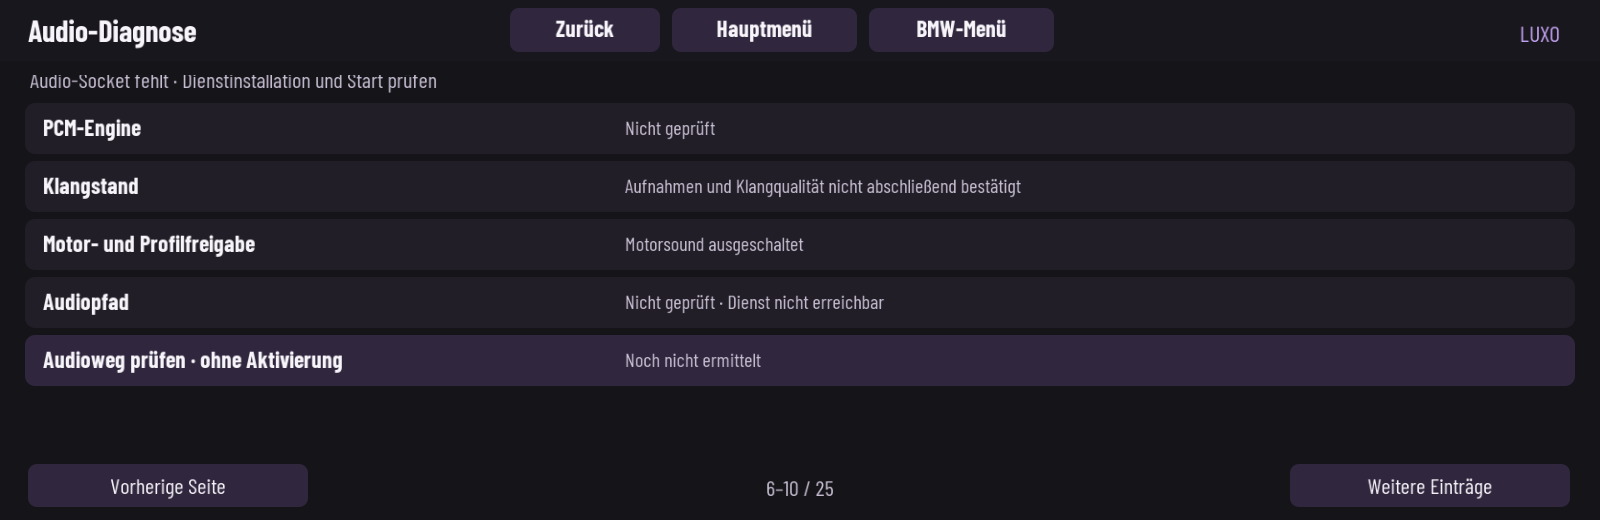 Audio-Diagnose
Zurück
Hauptmenü
BMW-Menü
LUXO
Audio-Socket fehlt · Dienstinstallation und Start prüfen
PCM-Engine
Nicht geprüft
Klangstand
Aufnahmen und Klangqualität nicht abschließend bestätigt
Motor- und Profilfreigabe
Motorsound ausgeschaltet
Audiopfad
Nicht geprüft · Dienst nicht erreichbar
Audioweg prüfen · ohne Aktivierung
Noch nicht ermittelt
Vorherige Seite
6–10 / 25
Weitere Einträge